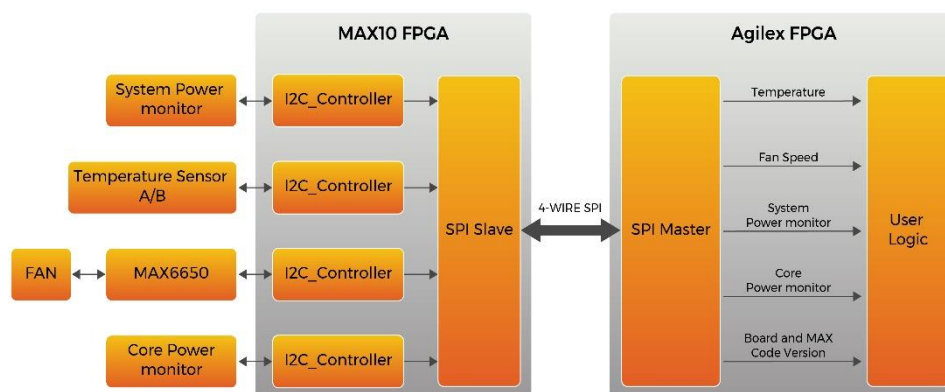 MAX10 FPGA
Agilex FPGA
System Power
monitor
I2C_Controller
Temperature Sensor
A/B
I2C_Controller
FAN
MAX6650
I2C_Controller
Core Power
monitor
I2C_Controller
SPI Slave
4-WIRE SPI
SPI Master
Temperature
Fan Speed
System
Power monitor
Core
Power monitor
Board and MAX
Code Version
User
Logic